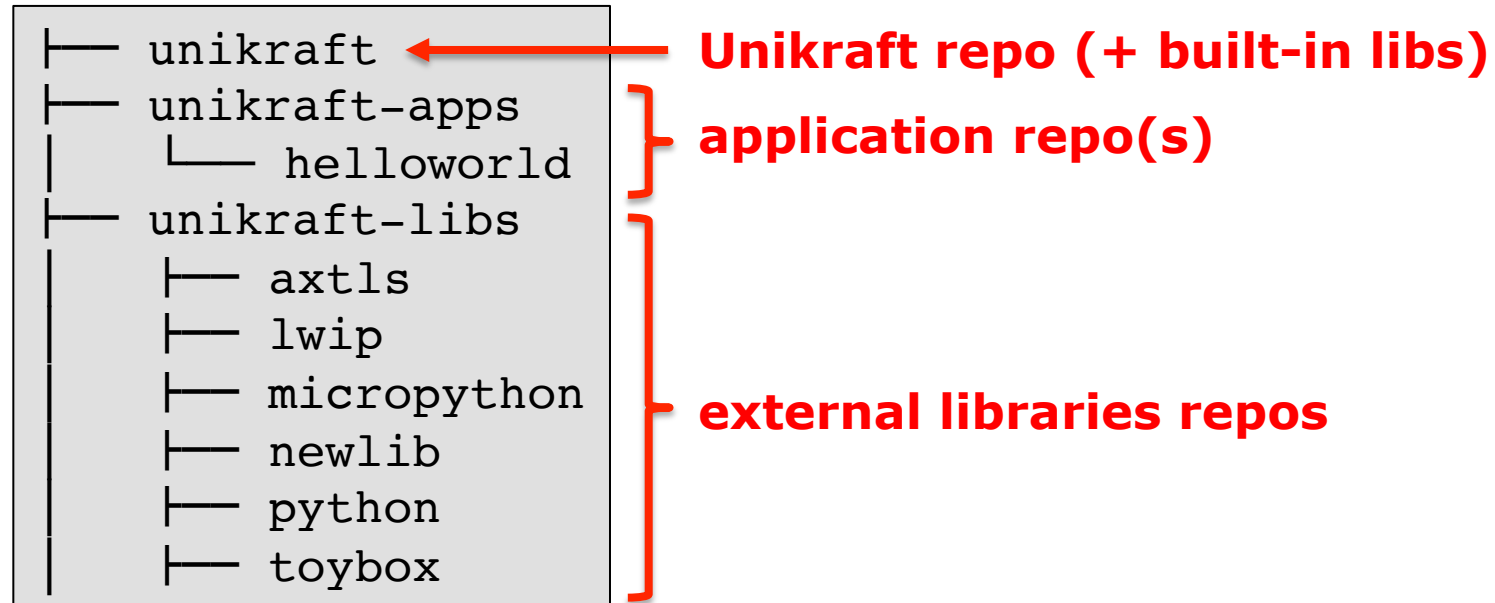 ├── unikraft Unikraft repo (+ built-in libs)
├── unikraft-apps
application repo(s)
│ └── helloworld
├── unikraft-libs
│ ├── axtls
│ ├── lwip
│ ├── micropython
external libraries repos
│ ├── newlib
│ ├── python
│ ├── toybox